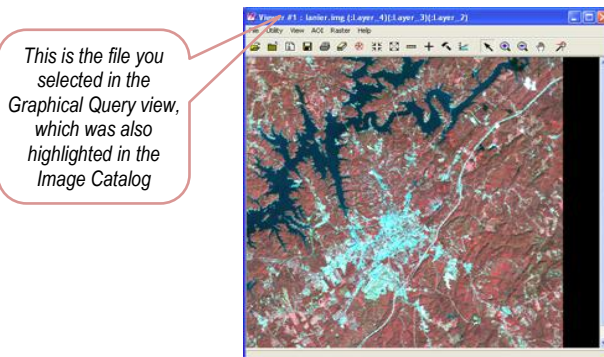 Viewer #1 : lanier.img (:Layer_4)(:Layer_3)(:Layer_2)
File Utility View AOI Raster Help
This is the file you
selected in the
Graphical Query view,
which was also
highlighted in the
Image Catalog